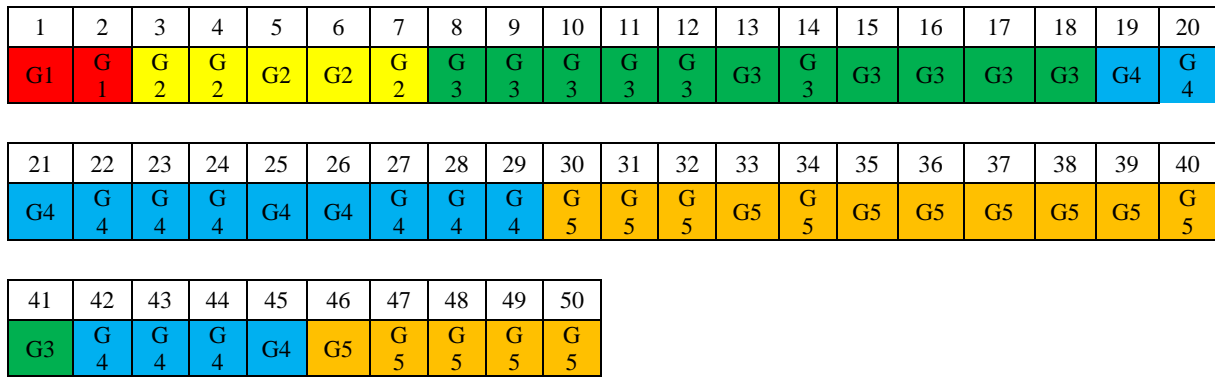 1 2 3 4 5 6 7 8 9 10 11 12 13 14 15 16 17 18 19 20
G1 G1 G2 G2 G2 G2 G2 G3 G3 G3 G3 G3 G3 G3 G3 G3 G3 G3 G4 G4
21 22 23 24 25 26 27 28 29 30 31 32 33 34 35 36 37 38 39 40
G4 G4 G4 G4 G4 G4 G4 G4 G4 G5 G5 G5 G5 G5 G5 G5 G5 G5 G5 G5
41 42 43 44 45 46 47 48 49 50
G3 G4 G4 G4 G4 G5 G5 G5 G5 G5